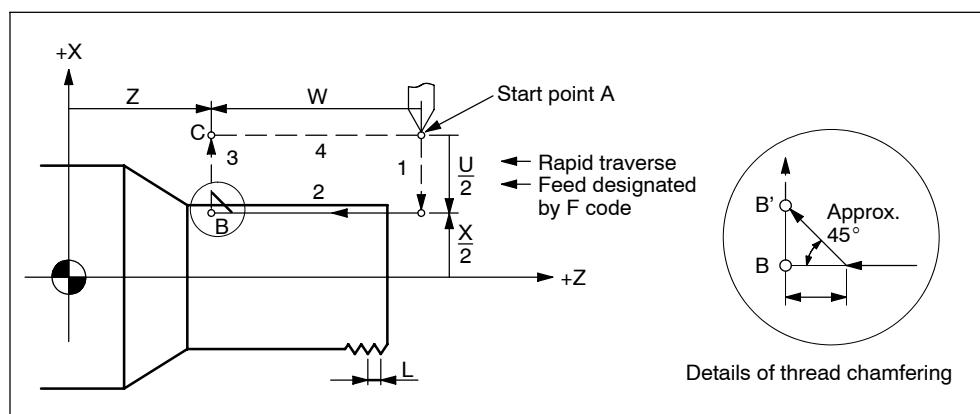 +X
Z
W
Start point A
C
3
4
1
U
2
Rapid traverse
Feed designated
by F code
2
B
X
2
+Z
L
B'
Approx.
45°
B
Details of thread chamfering